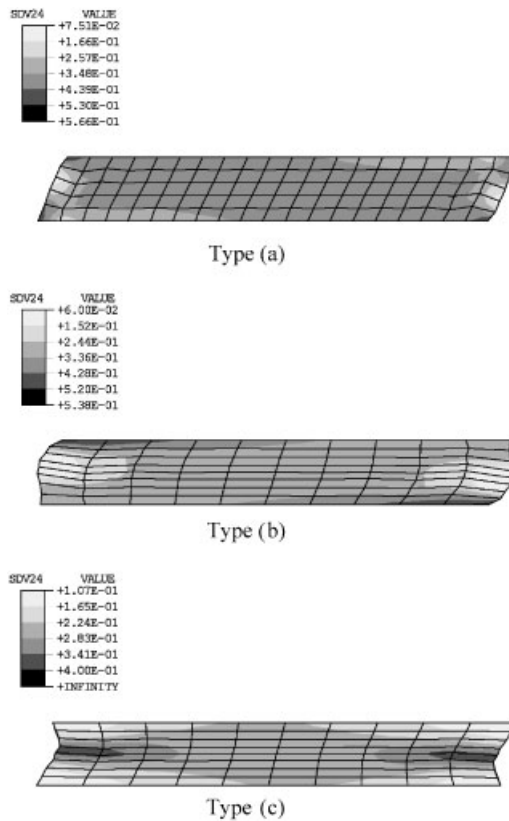 SDV24 VALUE
+7.51E-02
+1.66E-01
+2.57E-01
+3.48E-01
+4.39E-01
+5.30E-01
+5.66E-01
Type (a)
SDV24 VALUE
+6.00E-02
+1.52E-01
+2.44E-01
+3.36E-01
+4.28E-01
+5.20E-01
+5.38E-01
Type (b)
SDV24 VALUE
+1.07E-01
+1.65E-01
+2.24E-01
+2.83E-01
+3.41E-01
+4.00E-01
+INFINITY
Type (c)